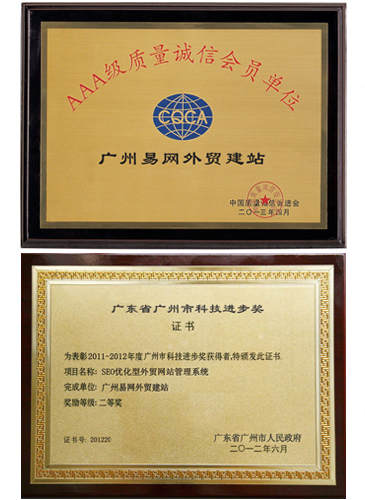 AAA级质量诚信会员单位
CQCA
广州易网外贸建站
中国质量诚信促进会
二〇一三年四月
广东省广州市科技进步奖
证书
为表彰2011-2012年度广州市科技进步奖获得者,特颁发此证书
项目名称: SEO优化型外贸网站管理系统
完成单位: 广州易网外贸建站
奖励等级: 二等奖
证书号: 201220
广东省广州市人民政府
二〇一二年六月